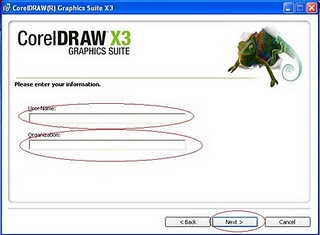 CorelDRAW(R) Graphics Suite X3
CorelDRAW X3
GRAPHICS SUITE
Please enter your information.
User Name:
Organization:
< Back
Next >
Cancel